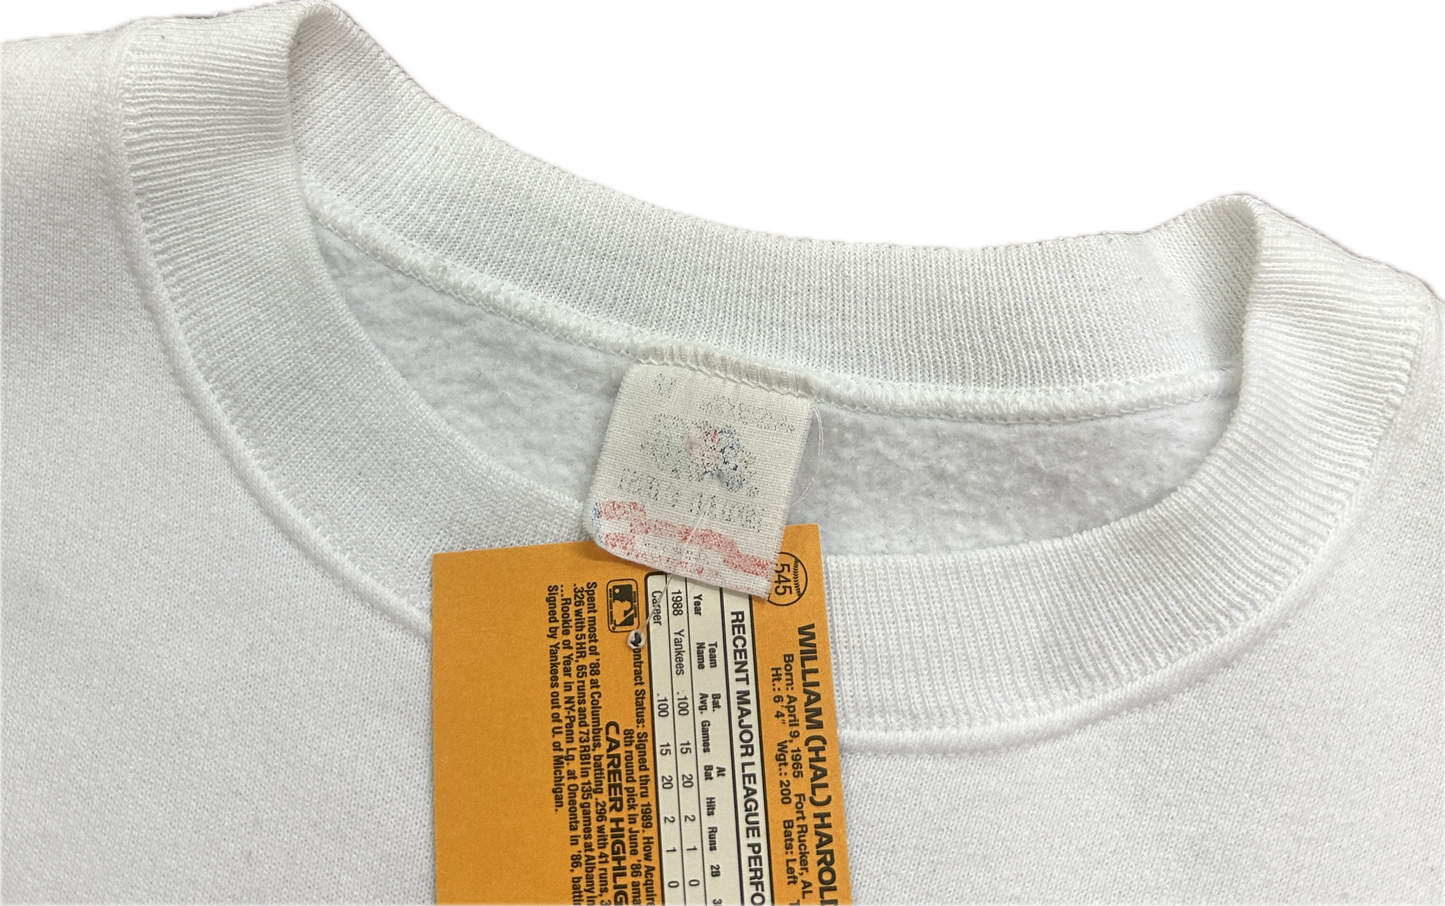 545
WILLIAM (HAL) HAROLD
Born: April 9, 1965 Fort Rucker, AL
Ht.: 6'4" Wgt.: 200 Bats: Left T
RECENT MAJOR LEAGUE PERFO
Year Team Name Bat. Avg. Games At Bat Hits Runs 2B 3
1988 Yankees .100 15 20 2 1 0
Career .100 15 20 2 1 0
Contract Status: Signed thru 1989. How Acquire
8th round pick in June '86 ama
CAREER HIGHLIG
Spent most of '88 at Columbus, batting .296 with 41 runs, 3
.326 with 5 HR, 65 runs and 73 RBI in 135 games at Albany in
...Rookie of Year in NY-Penn Lg. at Oneonta in '86, batti
Signed by Yankees out of U. of Michigan.